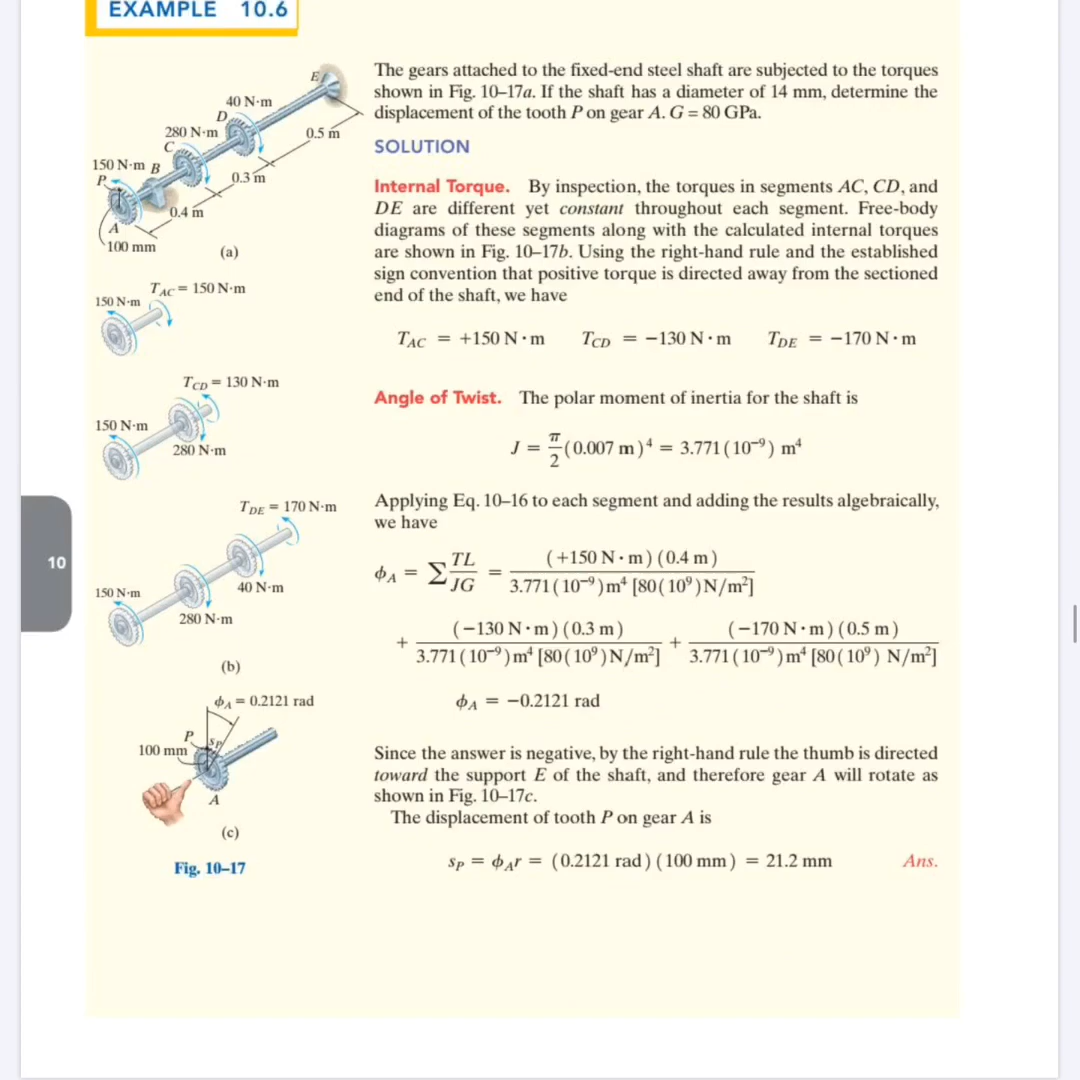 EXAMPLE 10.6
The gears attached to the fixed-end steel shaft are subjected to the torques
shown in Fig. 10–17a. If the shaft has a diameter of 14 mm, determine the
displacement of the tooth P on gear A. G = 80 GPa.
SOLUTION
Internal Torque. By inspection, the torques in segments AC, CD, and
DE are different yet constant throughout each segment. Free-body
diagrams of these segments along with the calculated internal torques
are shown in Fig. 10–17b. Using the right-hand rule and the established
sign convention that positive torque is directed away from the sectioned
end of the shaft, we have
T_AC = +150 N·m T_CD = −130 N·m T_DE = −170 N·m
Angle of Twist. The polar moment of inertia for the shaft is
J = π/2 (0.007 m)⁴ = 3.771(10⁻⁹) m⁴
Applying Eq. 10–16 to each segment and adding the results algebraically,
we have
ϕ_A = Σ TL/JG = (+150 N·m)(0.4 m) / 3.771(10⁻⁹)m⁴ [80(10⁹)N/m²]
+ (−130 N·m)(0.3 m) / 3.771(10⁻⁹)m⁴ [80(10⁹)N/m²] + (−170 N·m)(0.5 m) / 3.771(10⁻⁹)m⁴ [80(10⁹) N/m²]
ϕ_A = −0.2121 rad
Since the answer is negative, by the right-hand rule the thumb is directed
toward the support E of the shaft, and therefore gear A will rotate as
shown in Fig. 10–17c.
The displacement of tooth P on gear A is
s_P = ϕ_A r = (0.2121 rad)(100 mm) = 21.2 mm Ans.
E
40 N·m
D
280 N·m
C
0.5 m
150 N·m B
P
0.3 m
0.4 m
A
100 mm
(a)
T_AC = 150 N·m
150 N·m
T_CD = 130 N·m
150 N·m
280 N·m
T_DE = 170 N·m
40 N·m
150 N·m
280 N·m
(b)
ϕ_A = 0.2121 rad
P
100 mm
s_P
A
(c)
Fig. 10–17
10